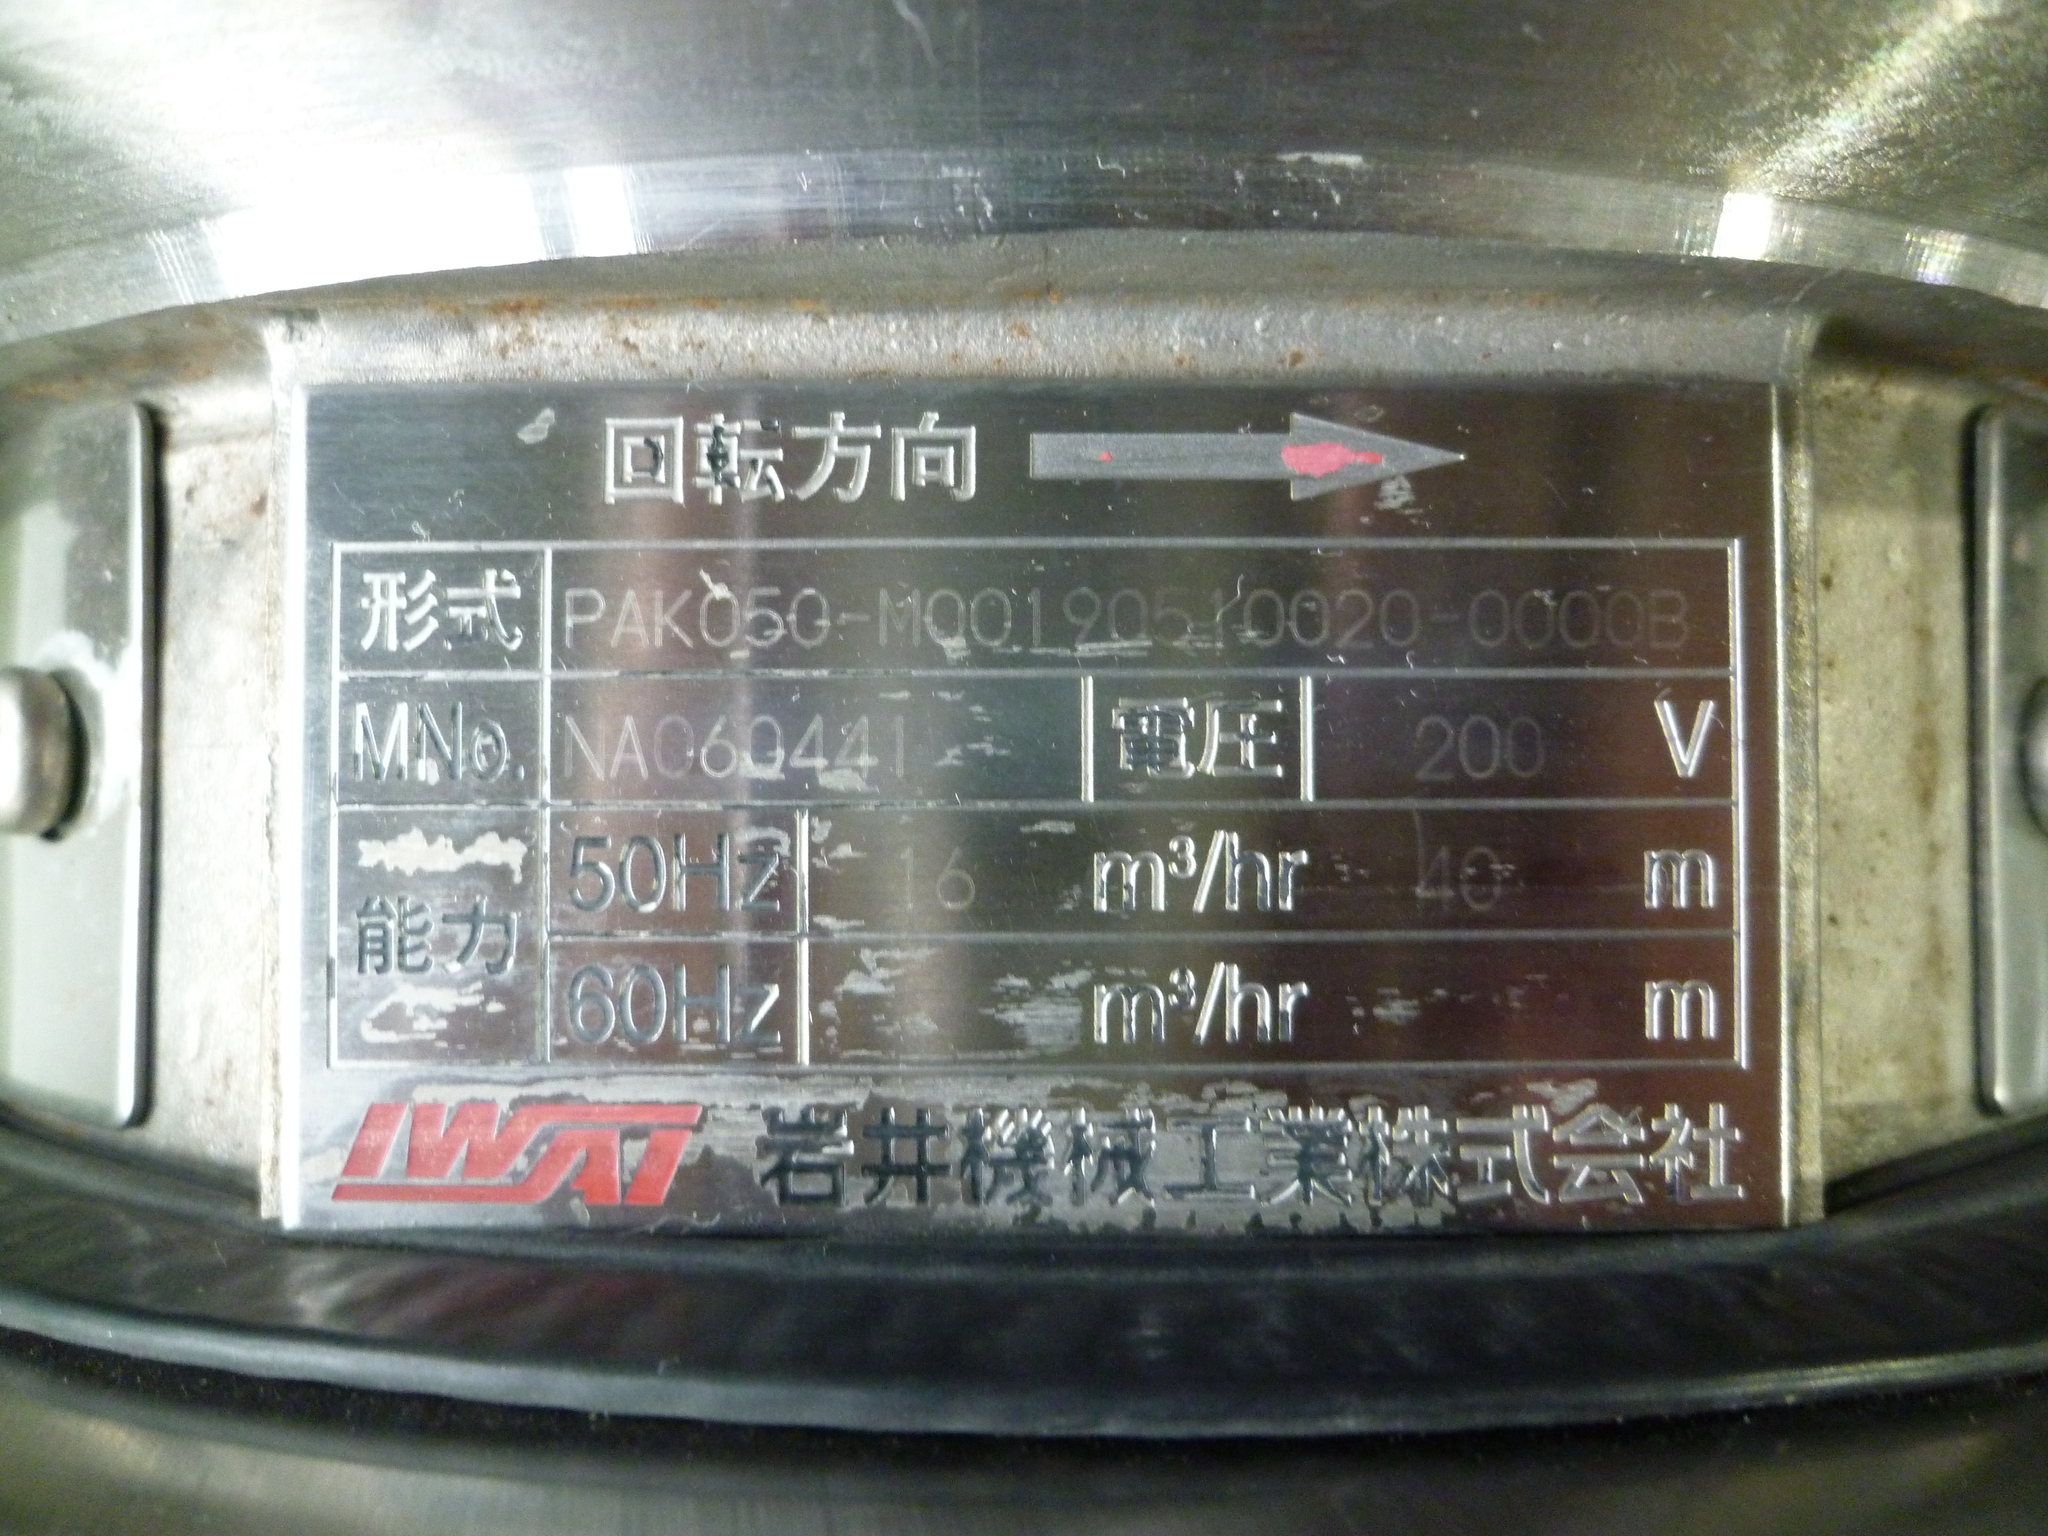 回転方向
形式 PAK050-M00190510020-0000B
MNo. NA060441 電圧 200 V
能力
50Hz 16 m³/hr 40 m
60Hz m³/hr m
IWAI 岩井機械工業株式会社